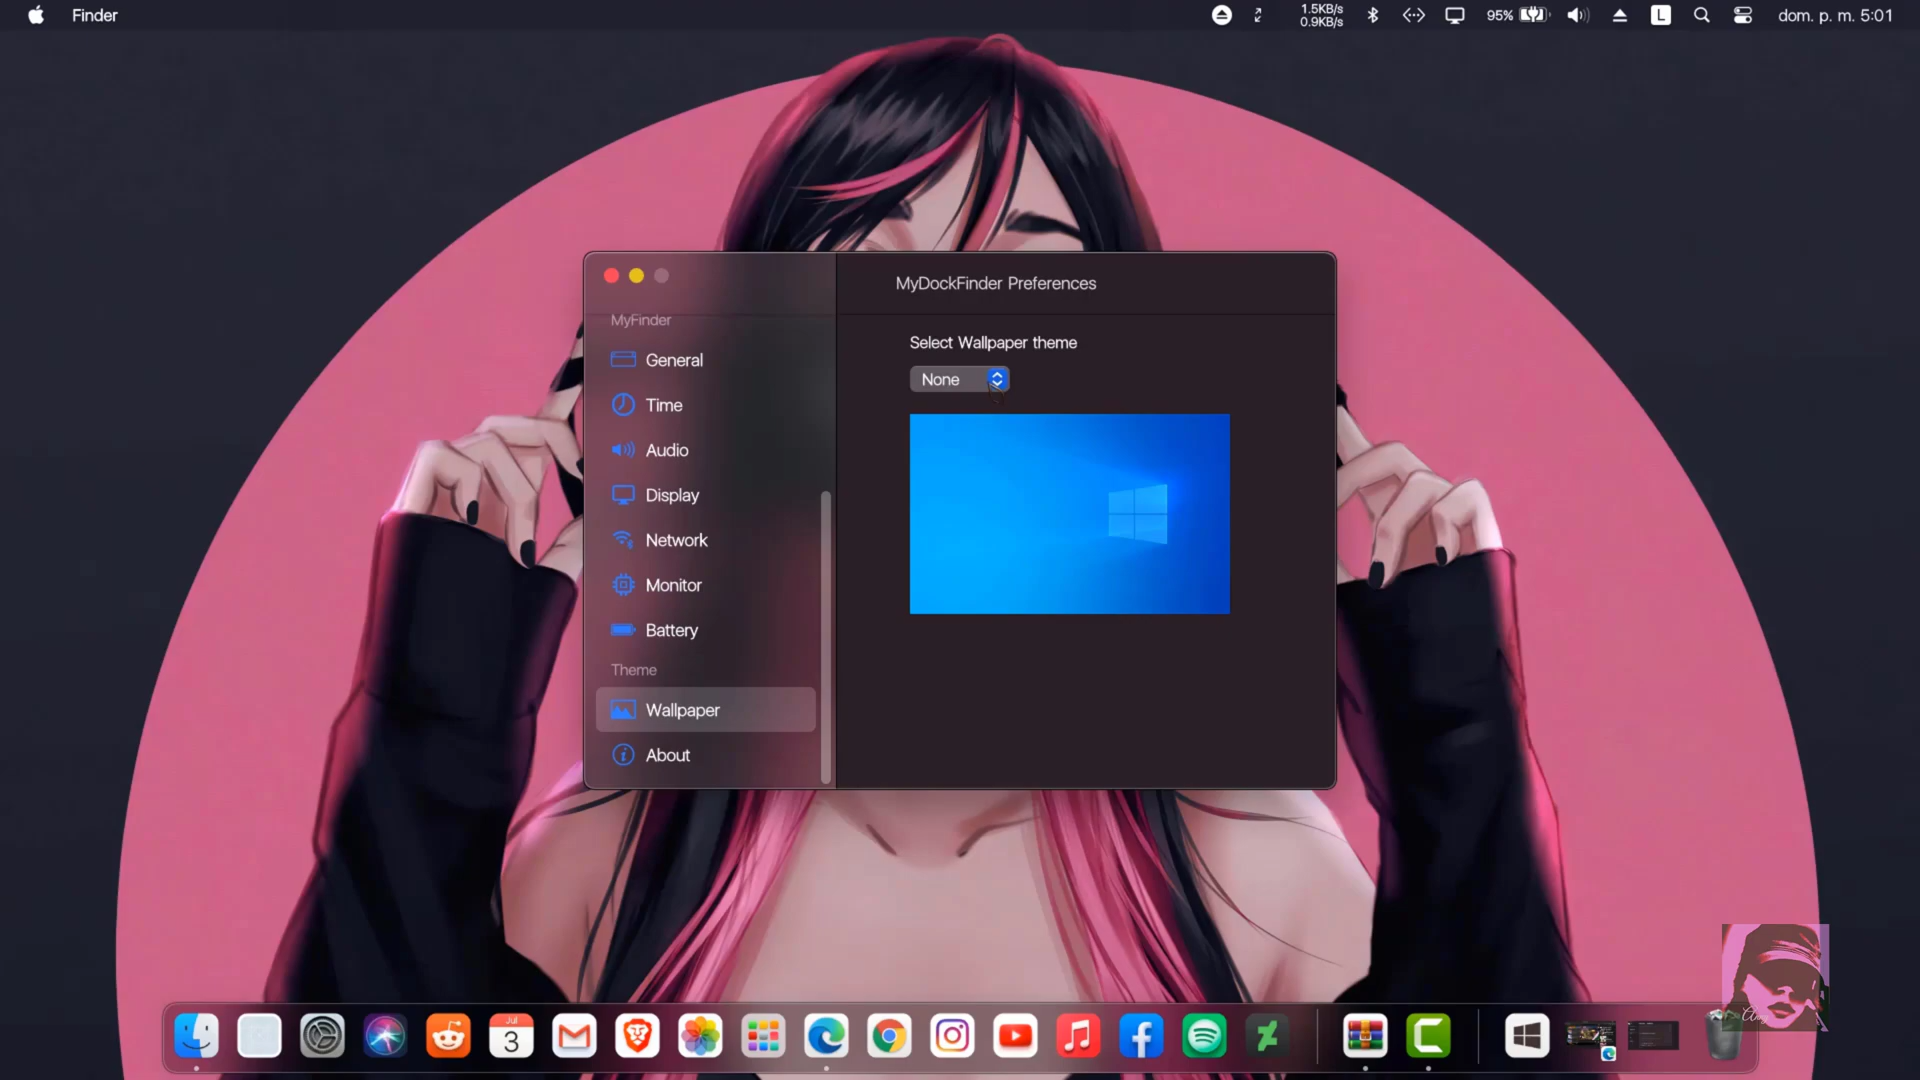 Finder
1.5KB/s
0.9KB/s
95%
L
dom. p. m. 5:01
MyDockFinder Preferences
MyFinder
General
Time
Audio
Display
Network
Monitor
Battery
Theme
Wallpaper
About
Select Wallpaper theme
None
Jul
3